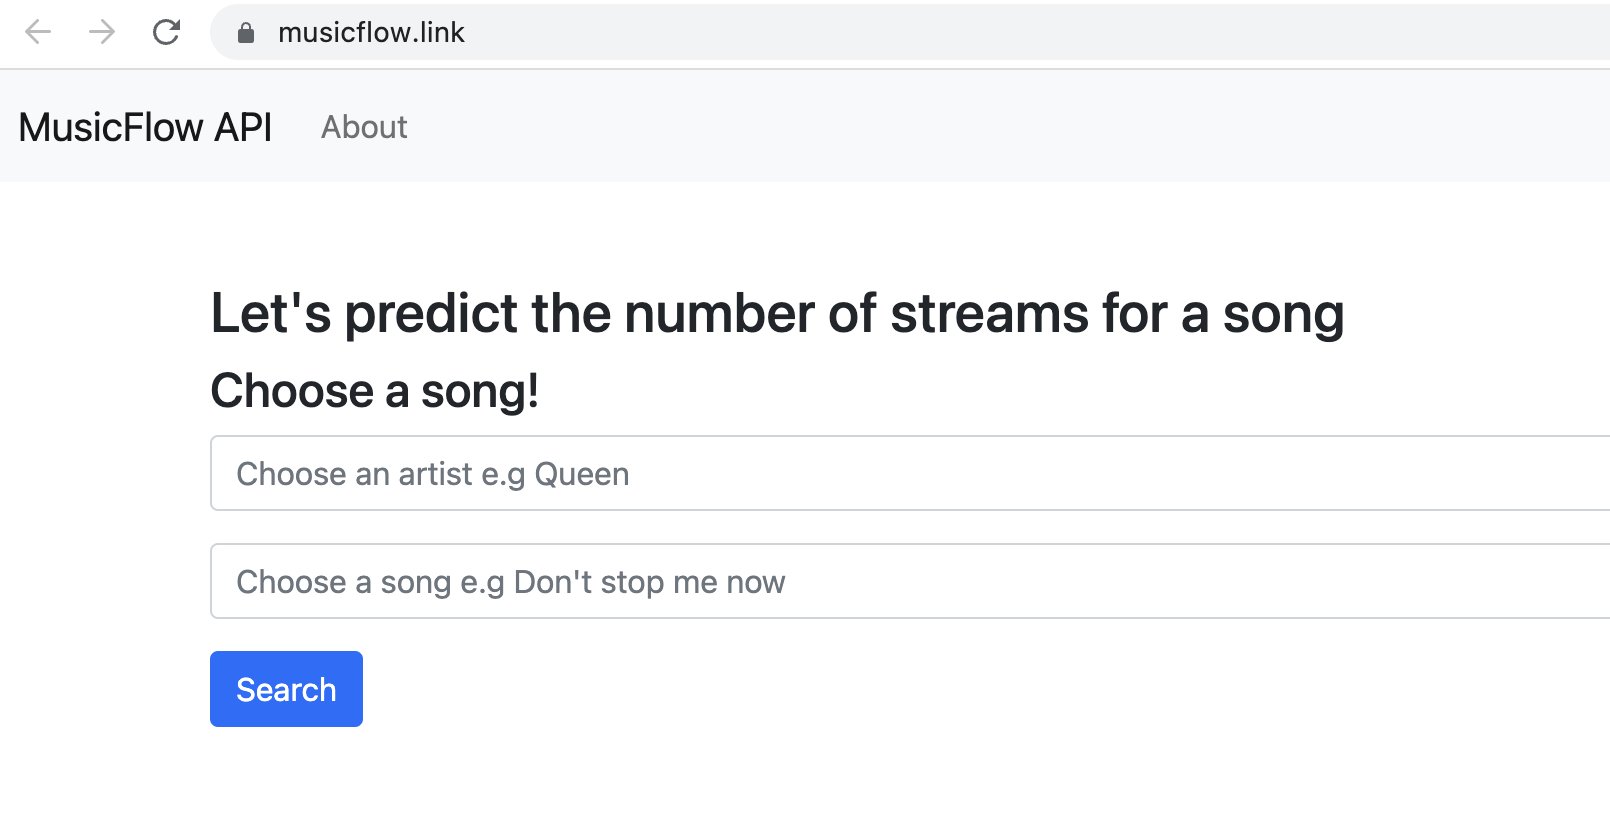 musicflow.link
MusicFlow API About
Let's predict the number of streams for a song
Choose a song!
Choose an artist e.g Queen
Choose a song e.g Don't stop me now
Search